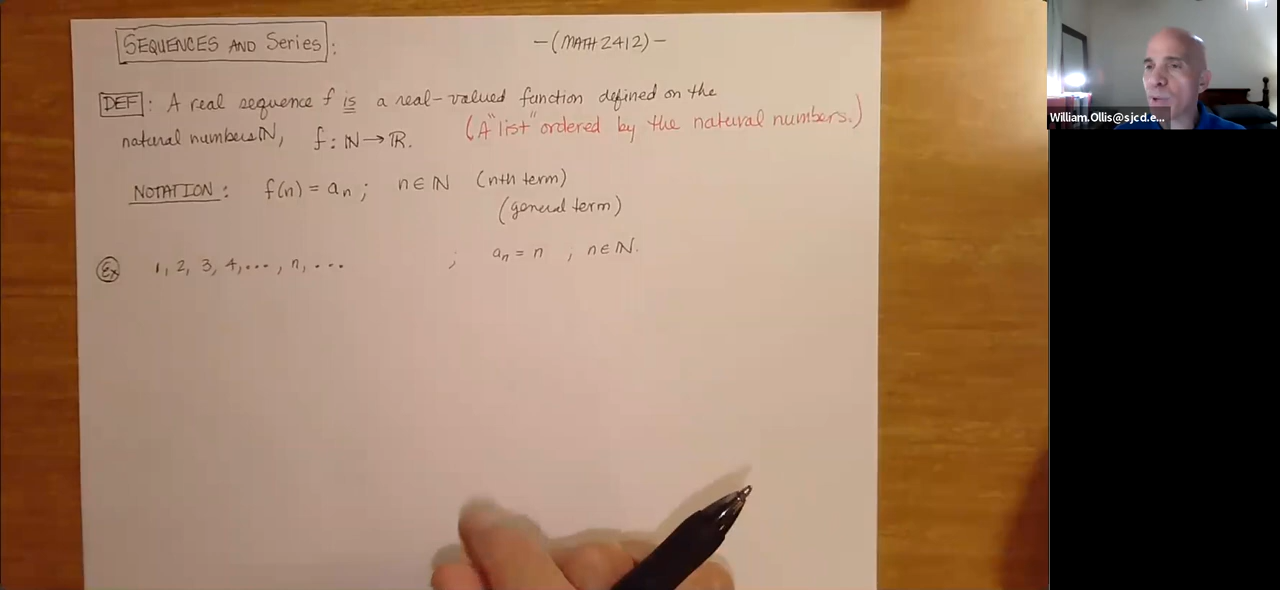 SEQUENCES AND Series :
-(MATH 2412)-
DEF : A real sequence f is a real-valued function defined on the
natural numbers ℕ, f: ℕ→ℝ. (A "list" ordered by the natural numbers.)
NOTATION : f(n) = aₙ ; n ∈ ℕ (nth term)
(general term)
Ex 1, 2, 3, 4, ..., n, ... ; aₙ = n , n ∈ ℕ.
William.Ollis@sjcd.e...